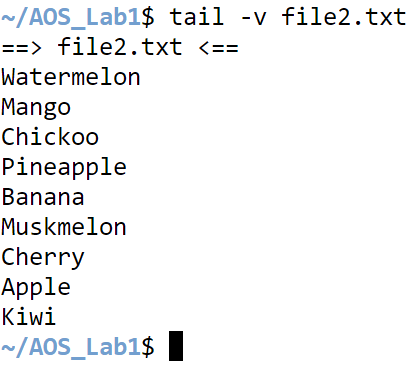 ~/AOS_Lab1$ tail -v file2.txt
==> file2.txt <==
Watermelon
Mango
Chickoo
Pineapple
Banana
Muskmelon
Cherry
Apple
Kiwi
~/AOS_Lab1$